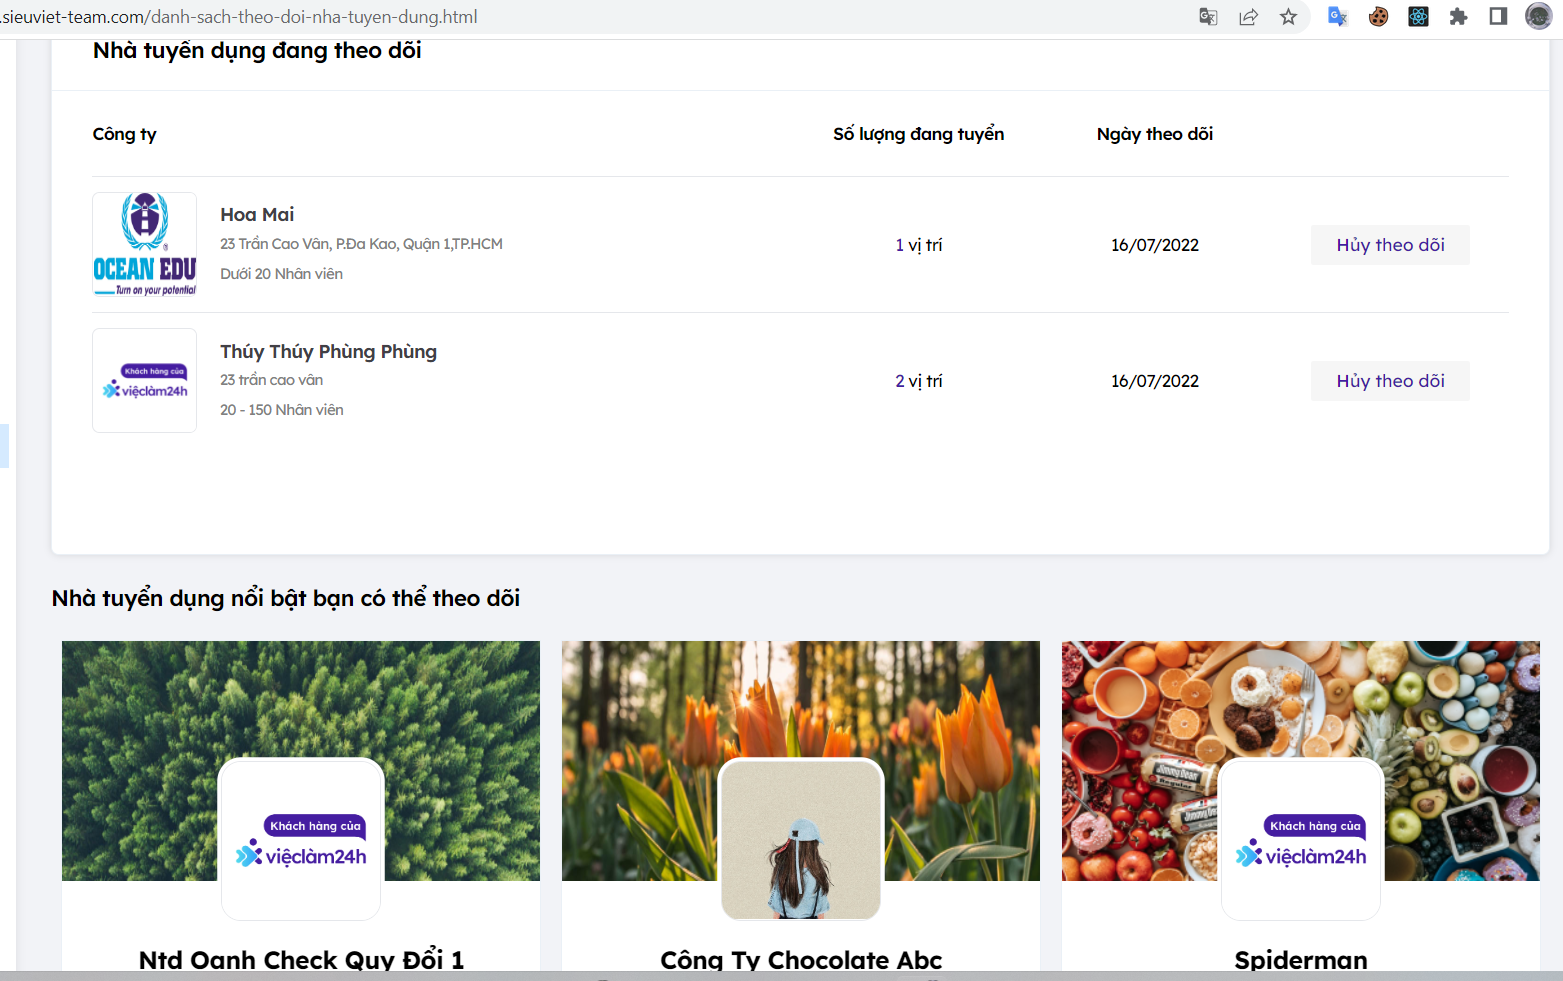 .sieuviet-team.com/danh-sach-theo-doi-nha-tuyen-dung.html
Nhà tuyển dụng đang theo dõi
Công ty
Số lượng đang tuyển
Ngày theo dõi
OCEAN EDU
Turn on your potential
Hoa Mai
23 Trần Cao Vân, P.Đa Kao, Quận 1,TP.HCM
Dưới 20 Nhân viên
1 vị trí
16/07/2022
Hủy theo dõi
Khách hàng của
việclàm24h
Thúy Thúy Phùng Phùng
23 trần cao vân
20 - 150 Nhân viên
2 vị trí
16/07/2022
Hủy theo dõi
Nhà tuyển dụng nổi bật bạn có thể theo dõi
Khách hàng của
việclàm24h
Ntd Oanh Check Quy Đổi 1
Công Ty Chocolate Abc
Jimmy Dean
Khách hàng của
việclàm24h
Spiderman